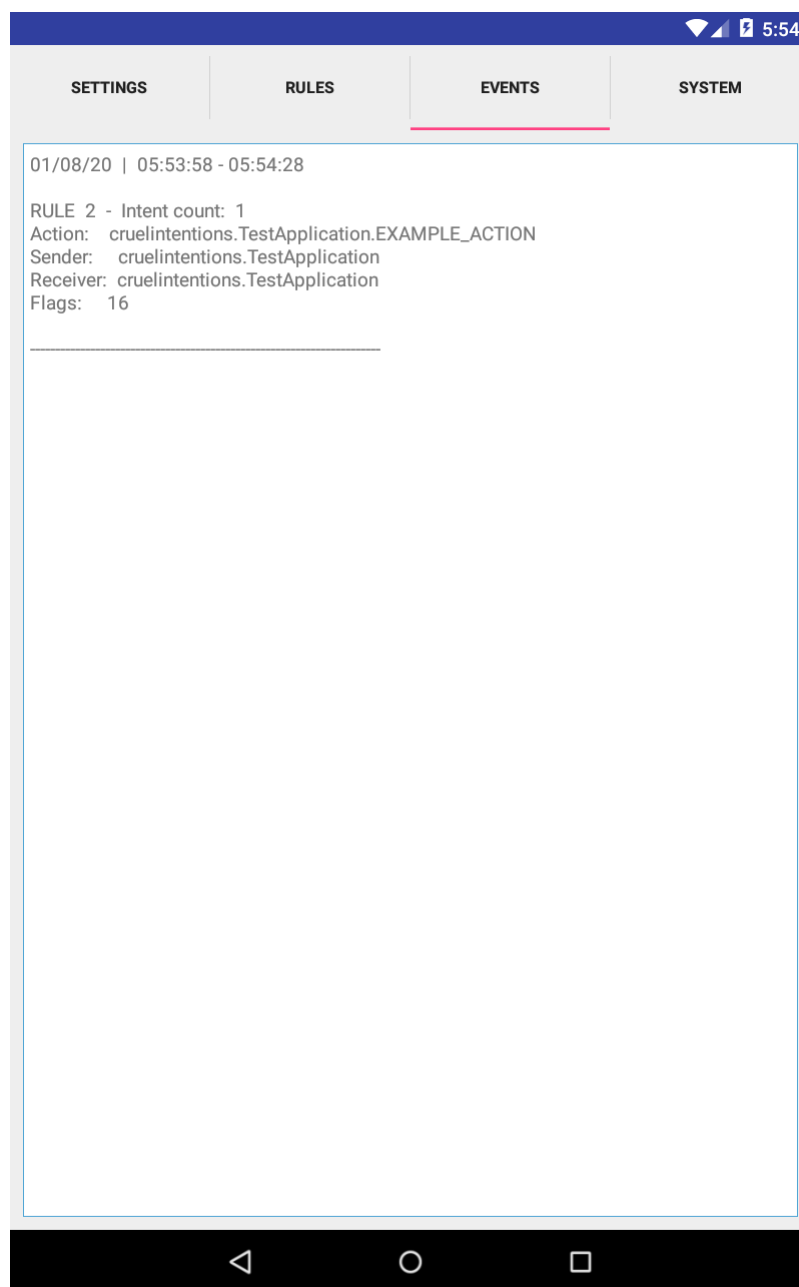 5:54
SETTINGS RULES EVENTS SYSTEM
01/08/20 | 05:53:58 - 05:54:28
RULE 2 - Intent count: 1
Action: cruelintentions.TestApplication.EXAMPLE_ACTION
Sender: cruelintentions.TestApplication
Receiver: cruelintentions.TestApplication
Flags: 16